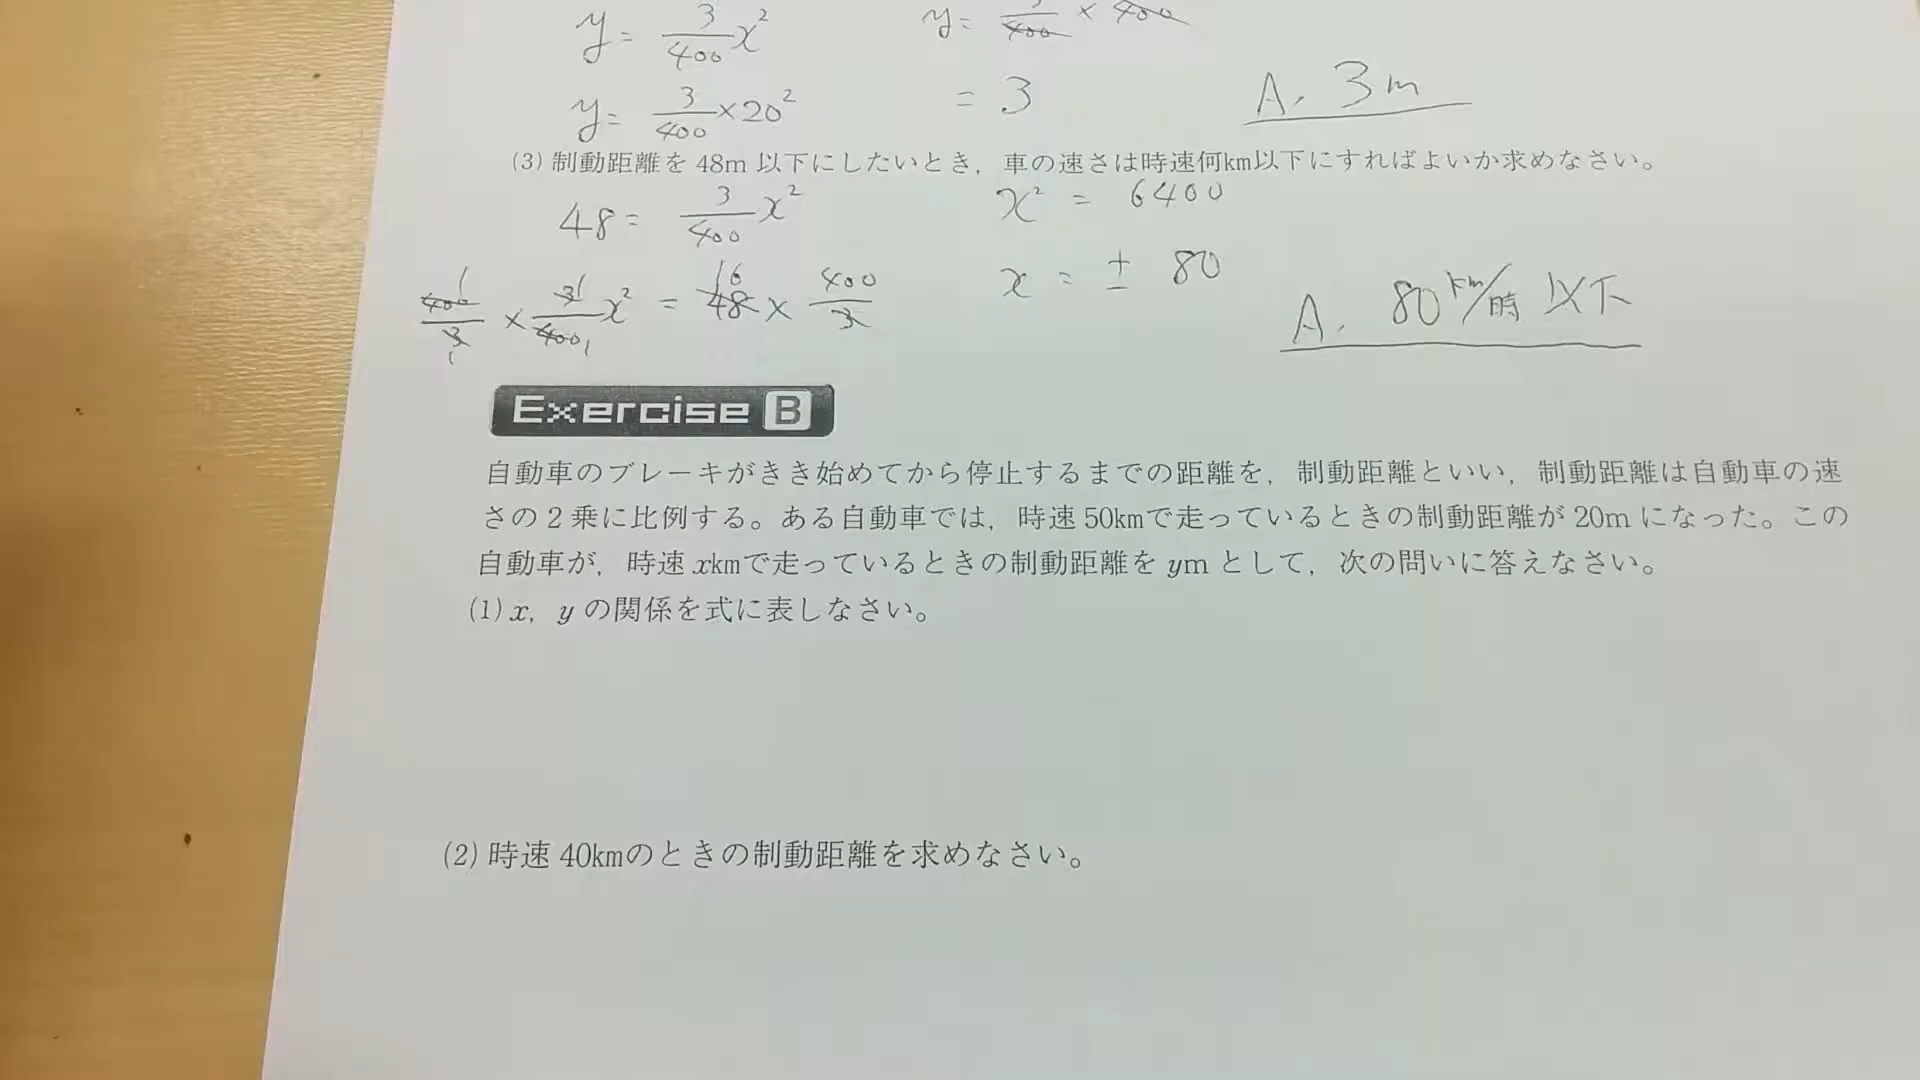 y = 3/400 x² y = 3/400 × 400
y = 3/400 × 20² = 3 A. 3m
(3) 制動距離を 48m 以下にしたいとき，車の速さは時速何km以下にすればよいか求めなさい。
48 = 3/400 x² x² = 6400
400/3 × 3/400 x² = 48 × 400/3 x = ± 80
1 1 1 1 16
A. 80 km/時 以下
Exercise B
自動車のブレーキがきき始めてから停止するまでの距離を，制動距離といい，制動距離は自動車の速
さの2乗に比例する。ある自動車では，時速 50kmで走っているときの制動距離が 20m になった。この
自動車が，時速 xkmで走っているときの制動距離を ym として，次の問いに答えなさい。
(1) x，y の関係を式に表しなさい。
(2) 時速 40kmのときの制動距離を求めなさい。